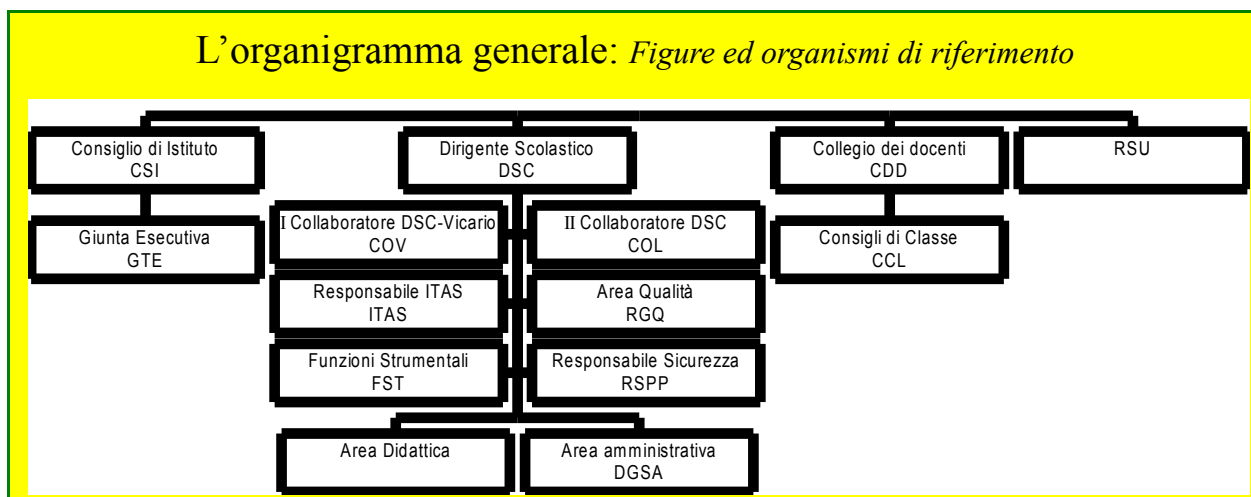 L’organigramma generale: Figure ed organismi di riferimento
Consiglio di Istituto
CSI
Dirigente Scolastico
DSC
Collegio dei docenti
CDD
RSU
Giunta Esecutiva
GTE
I Collaboratore DSC-Vicario
COV
II Collaboratore DSC
COL
Consigli di Classe
CCL
Responsabile ITAS
ITAS
Area Qualità
RGQ
Funzioni Strumentali
FST
Responsabile Sicurezza
RSPP
Area Didattica
Area amministrativa
DGSA